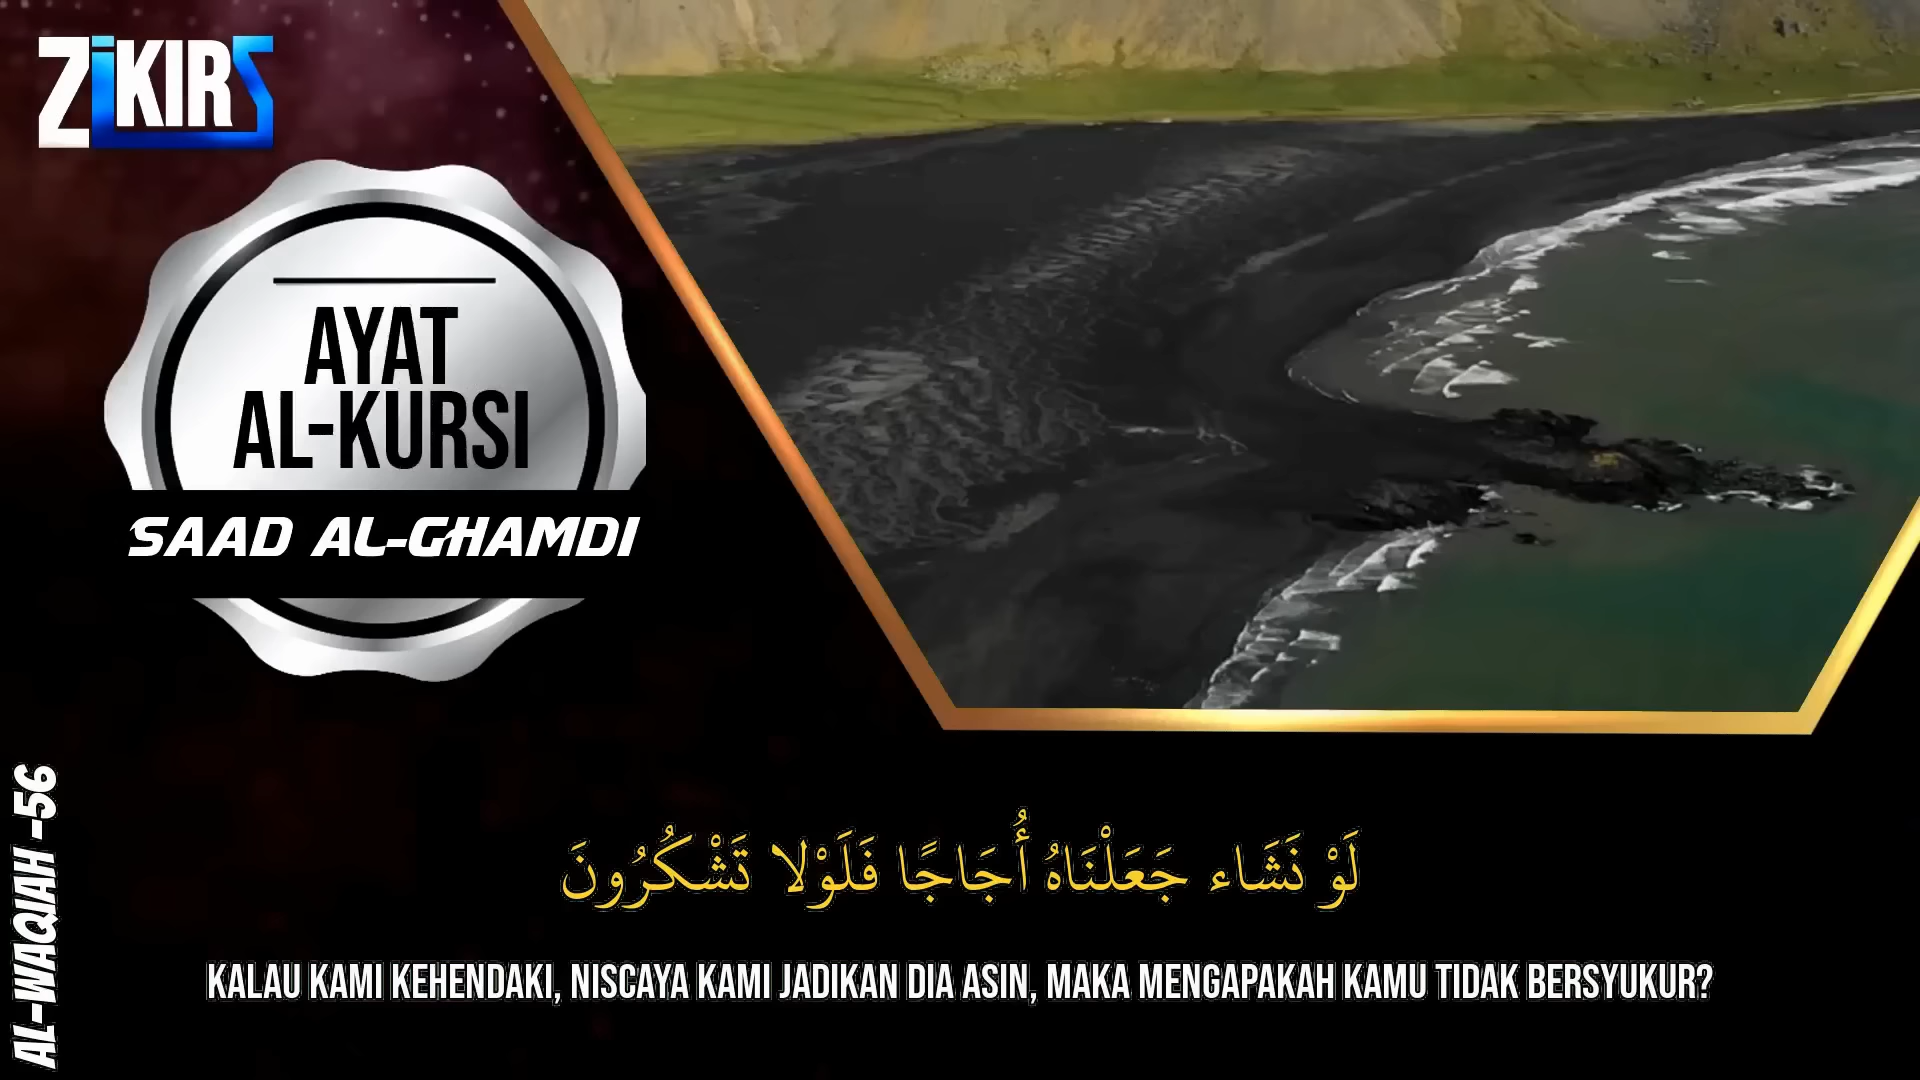 ZiKIRS
AYAT
AL-KURSI
SAAD AL-GHAMDI
AL-WAQIAH -56
لَوْ نَشَاء جَعَلْنَاهُ أُجَاجًا فَلَوْلا تَشْكُرُونَ
KALAU KAMI KEHENDAKI, NISCAYA KAMI JADIKAN DIA ASIN, MAKA MENGAPAKAH KAMU TIDAK BERSYUKUR?